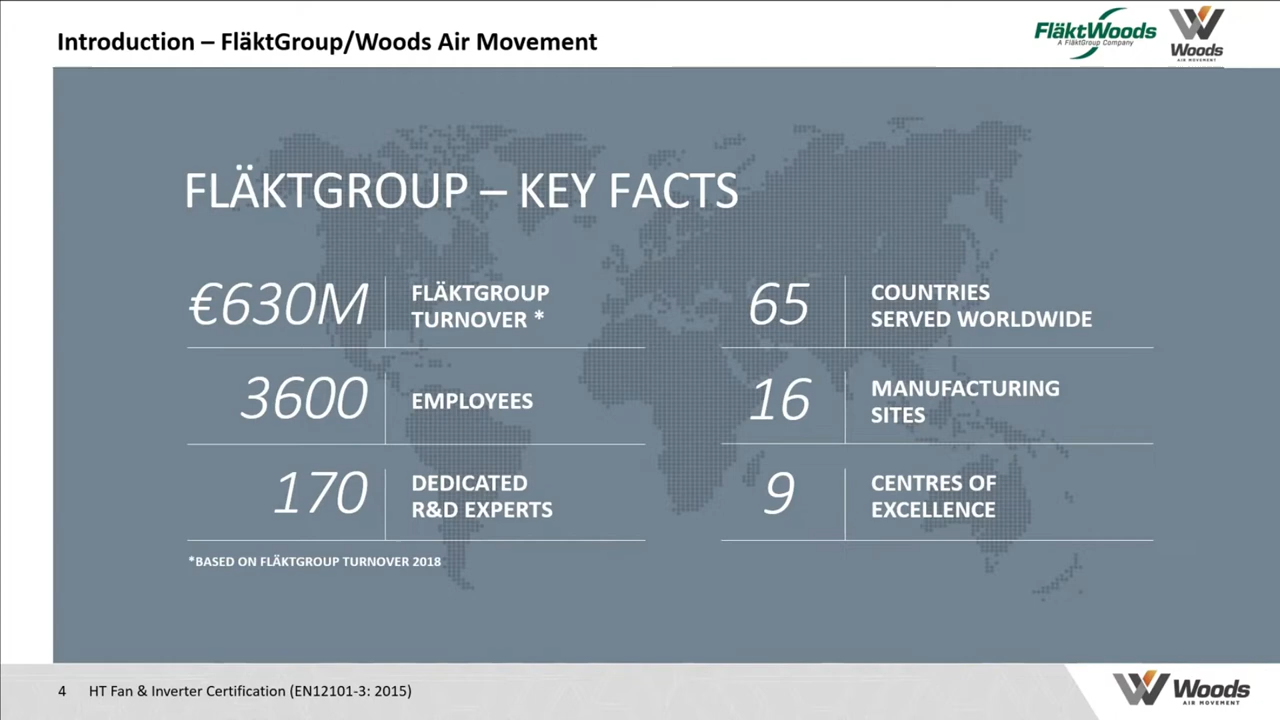 Introduction – FläktGroup/Woods Air Movement
FläktWoods
A FläktGroup Company
Woods
AIR MOVEMENT
FLÄKTGROUP – KEY FACTS
€630M
FLÄKTGROUP
TURNOVER *
3600
EMPLOYEES
170
DEDICATED
R&D EXPERTS
65
COUNTRIES
SERVED WORLDWIDE
16
MANUFACTURING
SITES
9
CENTRES OF
EXCELLENCE
*BASED ON FLÄKTGROUP TURNOVER 2018
4 HT Fan & Inverter Certification (EN12101-3: 2015)
Woods
AIR MOVEMENT